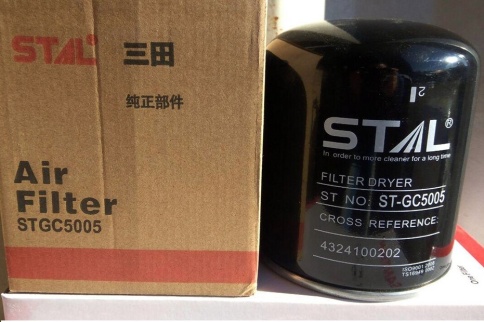 STAL® 三田
纯正部件
Air
Filter
STGC5005
2
STAL®
In order to more cleaner for a long time
FILTER DRYER
ST NO: ST-GC5005
CROSS REFERENCE:
4324100202